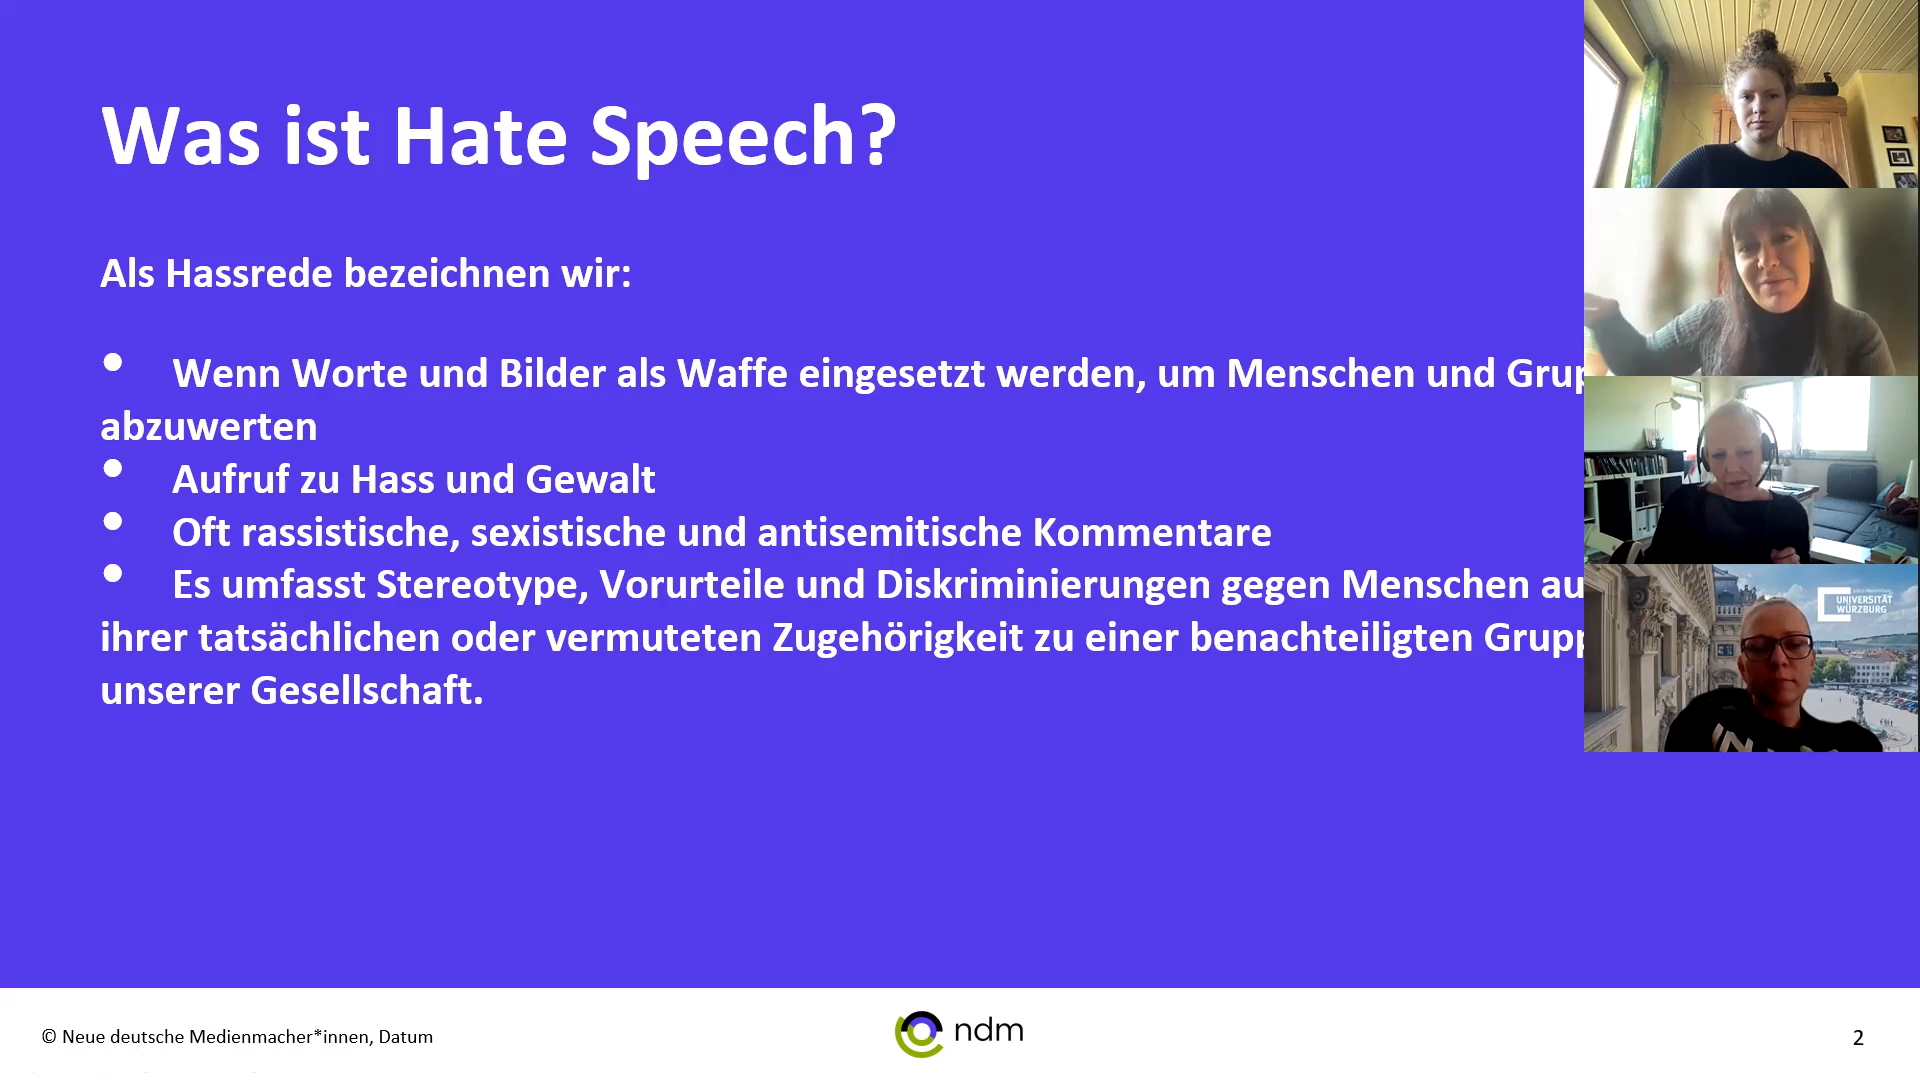 Was ist Hate Speech?
Als Hassrede bezeichnen wir:
• Wenn Worte und Bilder als Waffe eingesetzt werden, um Menschen und
abzuwerten
• Aufruf zu Hass und Gewalt
• Oft rassistische, sexistische und antisemitische Kommentare
• Es umfasst Stereotype, Vorurteile und Diskriminierungen gegen Menschen
ihrer tatsächlichen oder vermuteten Zugehörigkeit zu einer benachteiligten
unserer Gesellschaft.
UNIVERSITÄT
WÜRZBURG
© Neue deutsche Medienmacher*innen, Datum
ndm
2